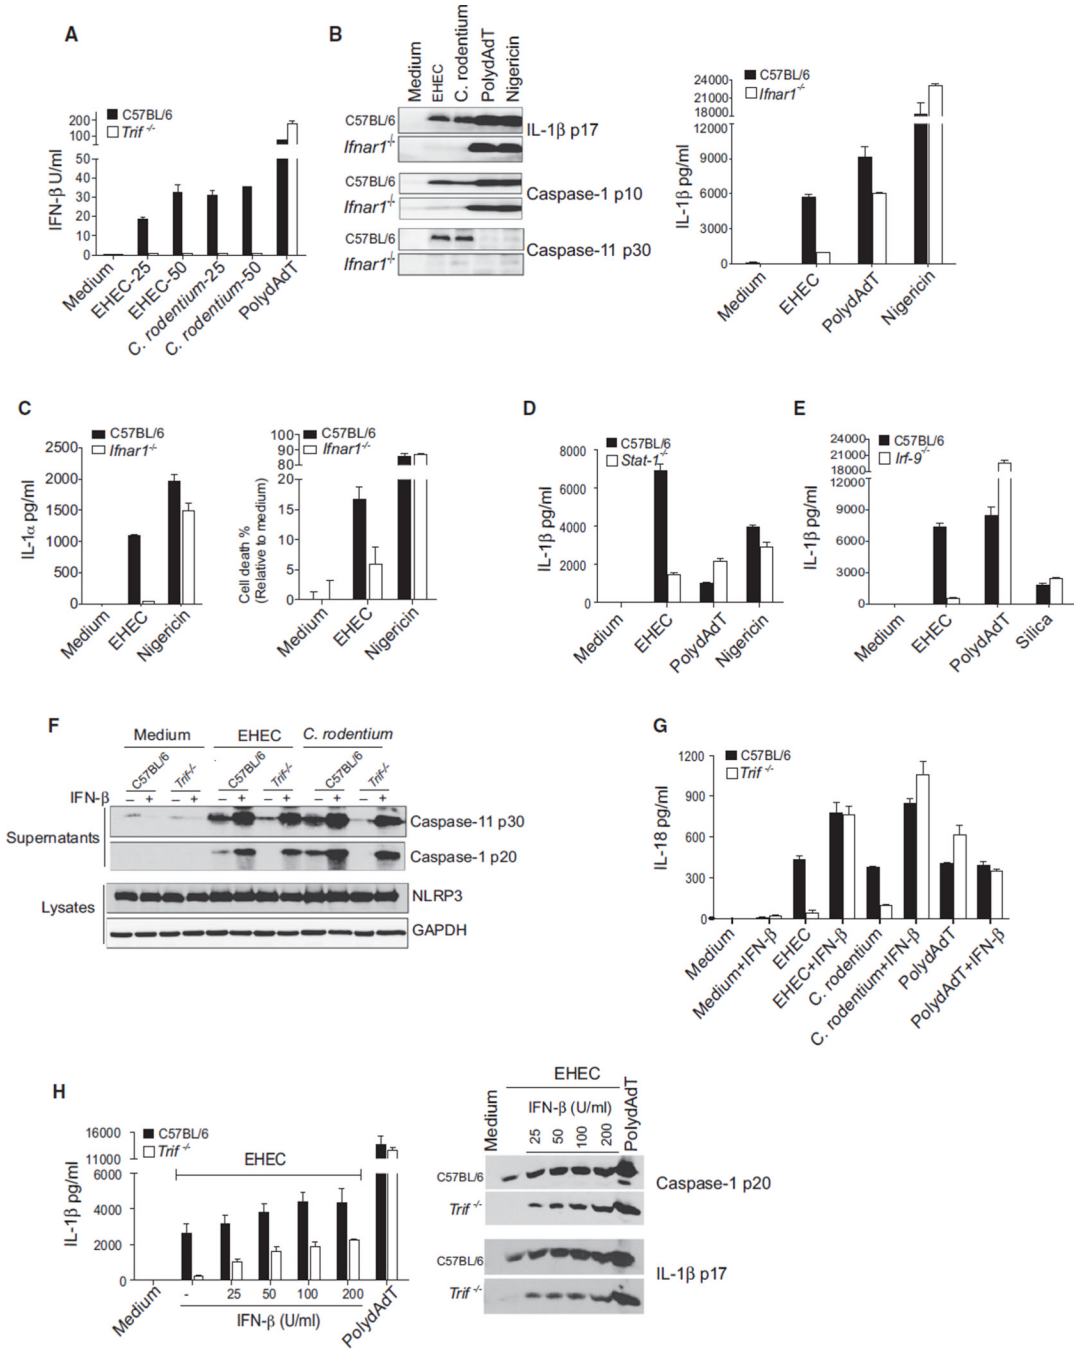 A
C57BL/6
Trif -/-
IFN-β U/ml
200
100
50
40
30
20
10
0
Medium
EHEC-25
EHEC-50
C. rodentium-25
C. rodentium-50
PolydAdT
B
Medium
EHEC
C. rodentium
PolydAdT
Nigericin
C57BL/6
Ifnar1-/-
IL-1β p17
C57BL/6
Ifnar1-/-
Caspase-1 p10
C57BL/6
Ifnar1-/-
Caspase-11 p30
C57BL/6
Ifnar1-/-
IL-1β pg/ml
24000
21000
18000
12000
9000
6000
3000
0
Medium
EHEC
PolydAdT
Nigericin
C
C57BL/6
Ifnar1-/-
IL-1α pg/ml
2500
2000
1500
1000
500
0
Medium
EHEC
Nigericin
C57BL/6
Ifnar1-/-
Cell death %
(Relative to medium)
100
90
80
20
15
10
5
0
Medium
EHEC
Nigericin
D
C57BL/6
Stat-1-/-
IL-1β pg/ml
8000
6000
4000
2000
0
Medium
EHEC
PolydAdT
Nigericin
E
C57BL/6
Irf-9-/-
IL-1β pg/ml
24000
21000
18000
12000
9000
6000
3000
0
Medium
EHEC
PolydAdT
Silica
F
Medium EHEC C. rodentium
C57BL/6 Trif-/- C57BL/6 Trif-/- C57BL/6 Trif-/-
IFN-β – + – + – + – + – + – +
Supernatants
Caspase-11 p30
Caspase-1 p20
Lysates
NLRP3
GAPDH
G
C57BL/6
Trif -/-
IL-18 pg/ml
1200
900
600
300
0
Medium
Medium+IFN-β
EHEC
EHEC+IFN-β
C. rodentium
C. rodentium+IFN-β
PolydAdT
PolydAdT+IFN-β
H
C57BL/6
Trif -/-
EHEC
IL-1β pg/ml
16000
11000
6000
4000
2000
0
Medium
- 25 50 100 200
IFN-β (U/ml)
PolydAdT
EHEC
Medium
IFN-β (U/ml)
25 50 100 200
PolydAdT
C57BL/6
Trif -/-
Caspase-1 p20
C57BL/6
Trif -/-
IL-1β p17